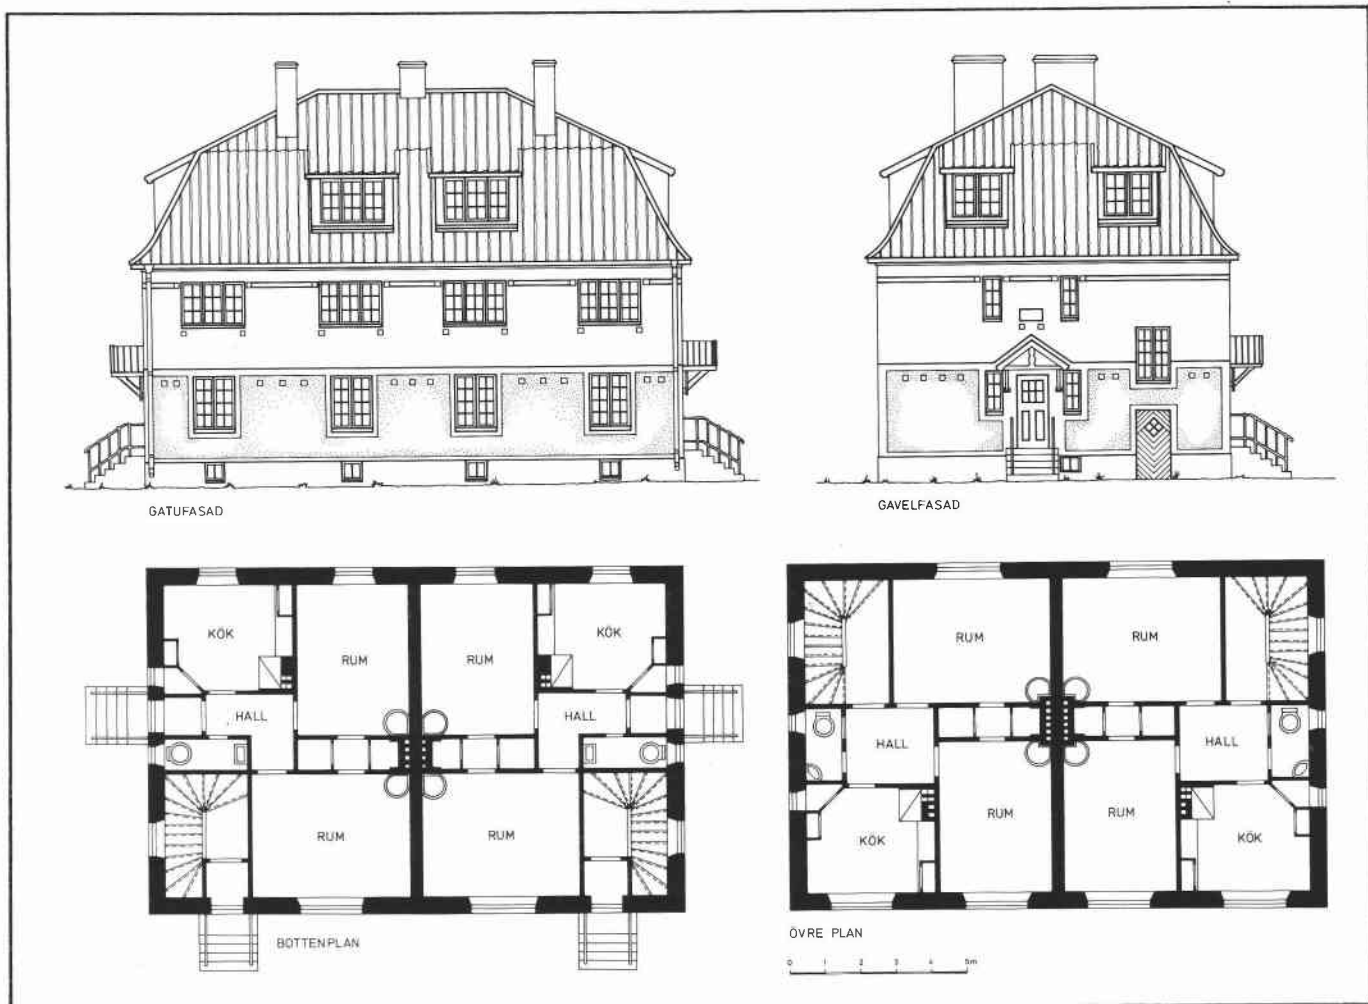 GATUFASAD
GAVELFASAD
KÖK
RUM
RUM
KÖK
HALL
HALL
RUM
RUM
BOTTENPLAN
RUM
RUM
HALL
HALL
KÖK
RUM
RUM
KÖK
ÖVRE PLAN
0 1 2 3 4 5m